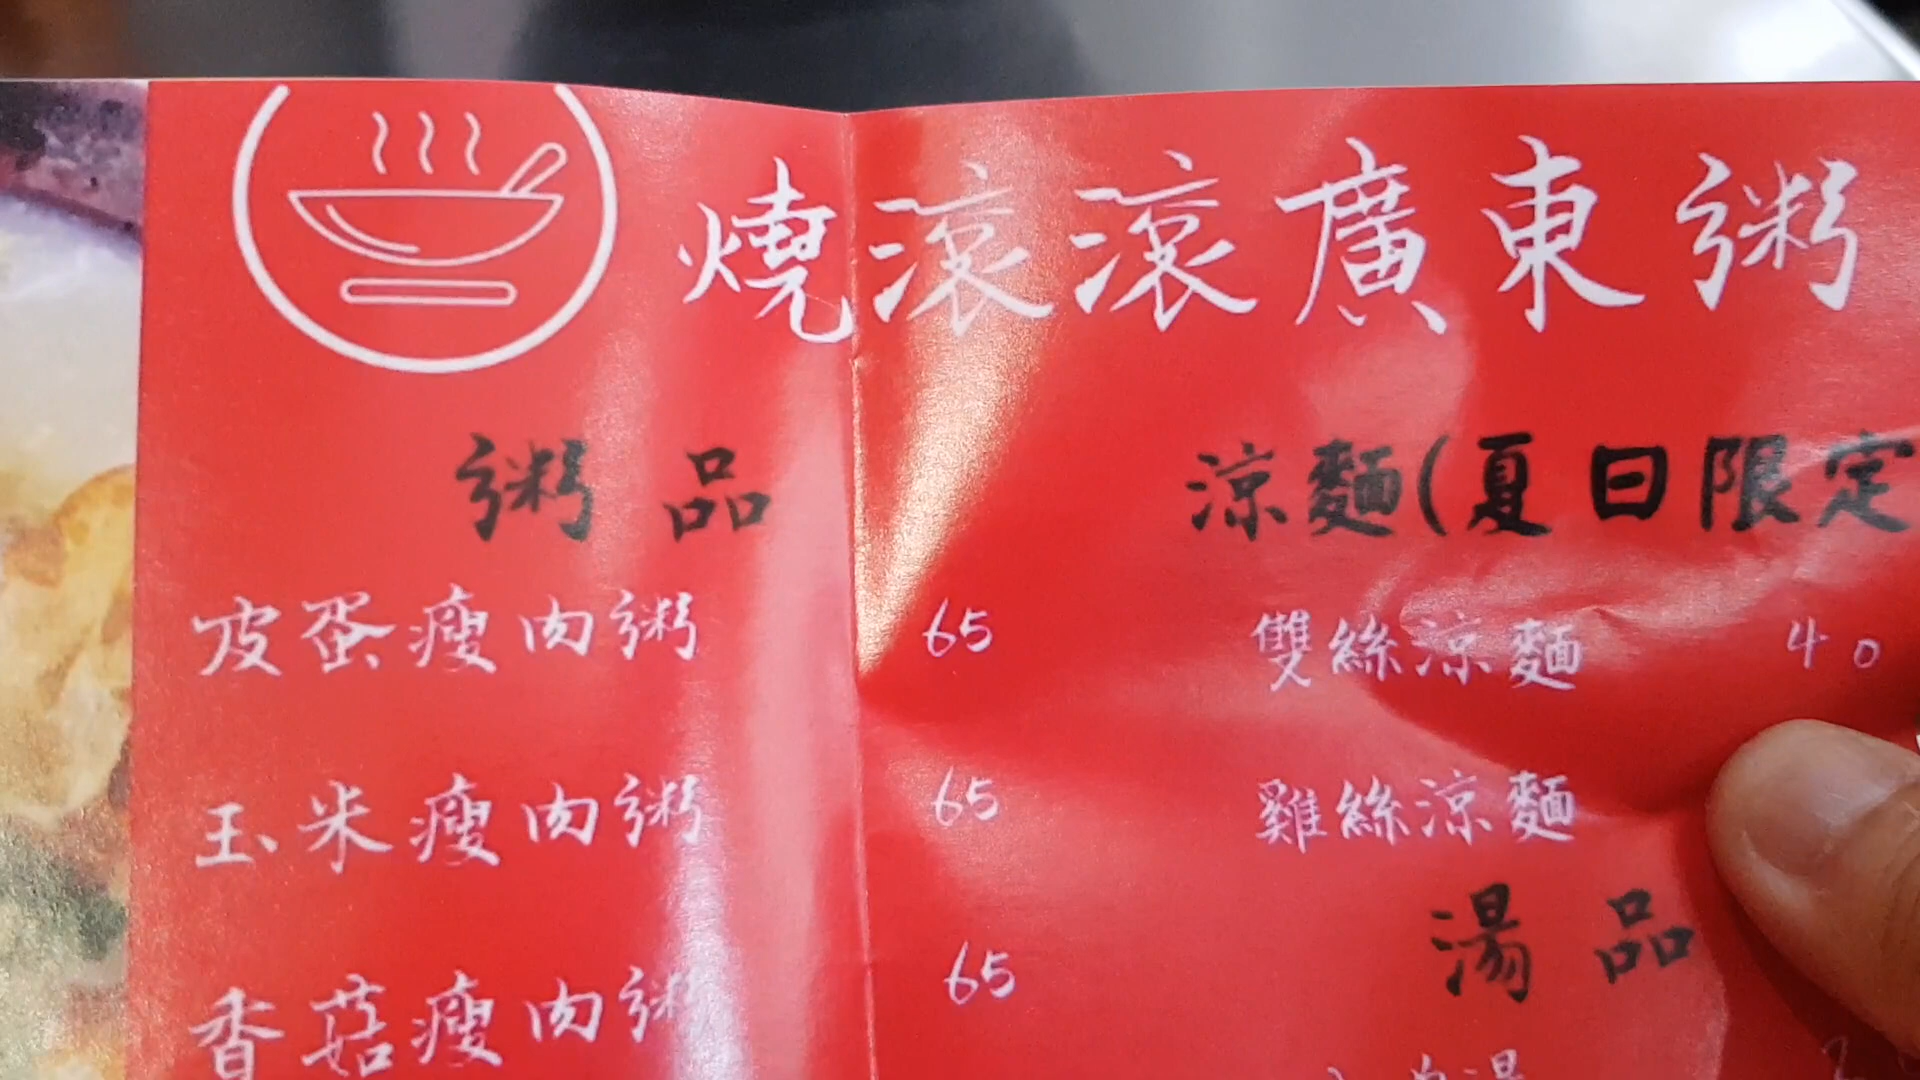 燒滾滾廣東粥
粥品
皮蛋瘦肉粥 65
玉米瘦肉粥 65
香菇瘦肉粥 65
涼麵(夏日限定
雙絲涼麵 40
雞絲涼麵
湯品